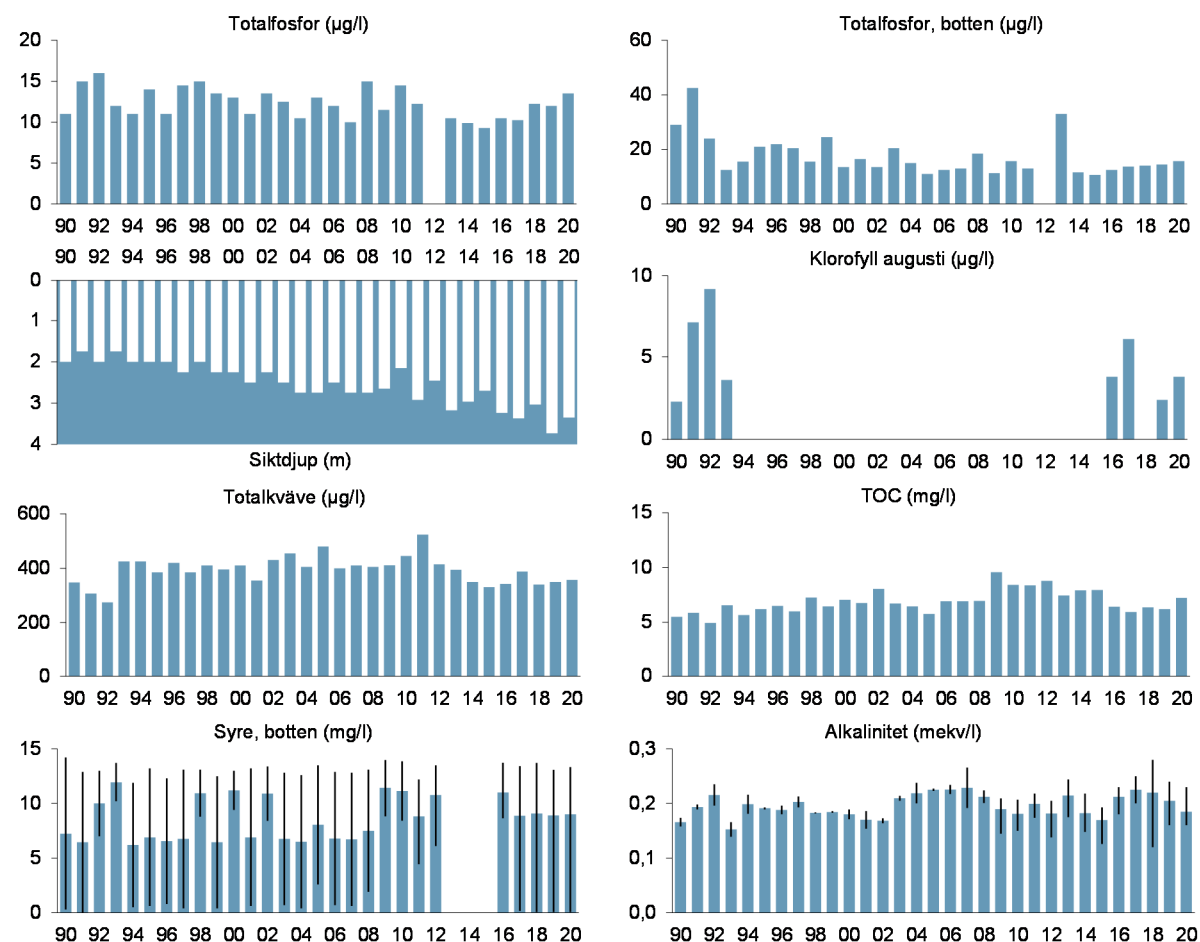 Totalfosfor (µg/l)
20
15
10
5
0
90 92 94 96 98 00 02 04 06 08 10 12 14 16 18 20
Totalfosfor, botten (µg/l)
60
40
20
0
90 92 94 96 98 00 02 04 06 08 10 12 14 16 18 20
90 92 94 96 98 00 02 04 06 08 10 12 14 16 18 20
0
1
2
3
4
Siktdjup (m)
Klorofyll augusti (µg/l)
10
5
0
90 92 94 96 98 00 02 04 06 08 10 12 14 16 18 20
Totalkväve (µg/l)
600
400
200
0
90 92 94 96 98 00 02 04 06 08 10 12 14 16 18 20
TOC (mg/l)
15
10
5
0
90 92 94 96 98 00 02 04 06 08 10 12 14 16 18 20
Syre, botten (mg/l)
15
10
5
0
90 92 94 96 98 00 02 04 06 08 10 12 14 16 18 20
Alkalinitet (mekv/l)
0,3
0,2
0,1
0,0
90 92 94 96 98 00 02 04 06 08 10 12 14 16 18 20